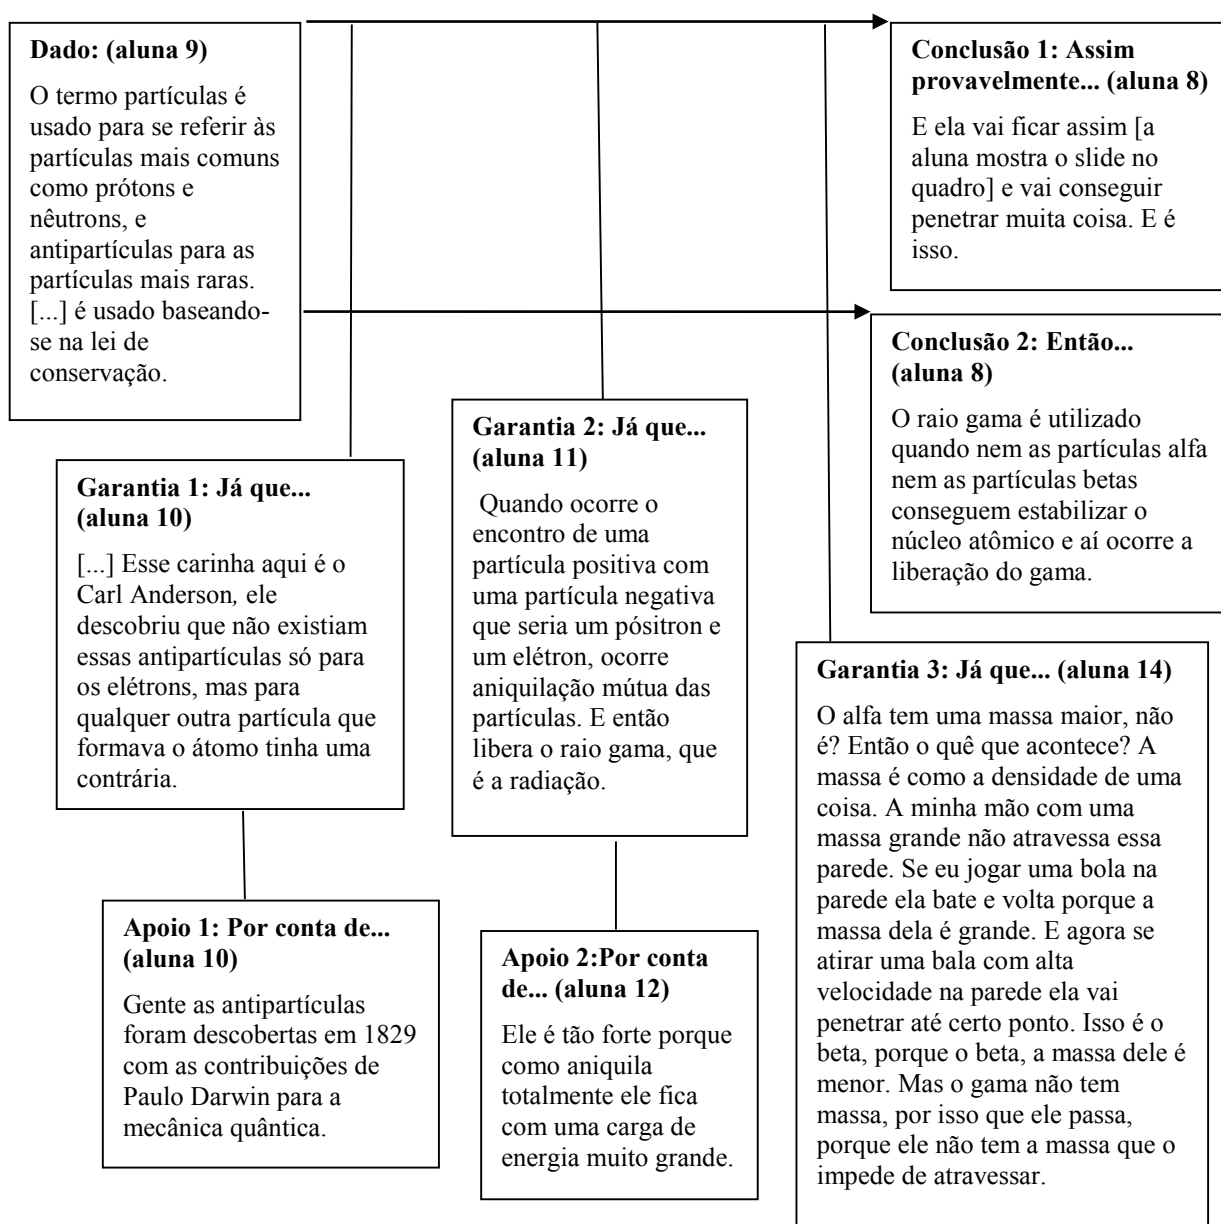 Dado: (aluna 9)
O termo partículas é
usado para se referir às
partículas mais comuns
como prótons e
nêutrons, e
antipartículas para as
partículas mais raras.
[...] é usado baseando-
se na lei de
conservação.
Conclusão 1: Assim
provavelmente... (aluna 8)
E ela vai ficar assim [a
aluna mostra o slide no
quadro] e vai conseguir
penetrar muita coisa. E é
isso.
Conclusão 2: Então...
(aluna 8)
O raio gama é utilizado
quando nem as partículas alfa
nem as partículas betas
conseguem estabilizar o
núcleo atômico e aí ocorre a
liberação do gama.
Garantia 1: Já que...
(aluna 10)
[...] Esse carinha aqui é o
Carl Anderson, ele
descobriu que não existiam
essas antipartículas só para
os elétrons, mas para
qualquer outra partícula que
formava o átomo tinha uma
contrária.
Garantia 2: Já que...
(aluna 11)
Quando ocorre o
encontro de uma
partícula positiva com
uma partícula negativa
que seria um pósitron e
um elétron, ocorre
aniquilação mútua das
partículas. E então
libera o raio gama, que
é a radiação.
Garantia 3: Já que... (aluna 14)
O alfa tem uma massa maior, não
é? Então o quê que acontece? A
massa é como a densidade de uma
coisa. A minha mão com uma
massa grande não atravessa essa
parede. Se eu jogar uma bola na
parede ela bate e volta porque a
massa dela é grande. E agora se
atirar uma bala com alta
velocidade na parede ela vai
penetrar até certo ponto. Isso é o
beta, porque o beta, a massa dele é
menor. Mas o gama não tem
massa, por isso que ele passa,
porque ele não tem a massa que o
impede de atravessar.
Apoio 1: Por conta de...
(aluna 10)
Gente as antipartículas
foram descobertas em 1829
com as contribuições de
Paulo Darwin para a
mecânica quântica.
Apoio 2:Por conta
de... (aluna 12)
Ele é tão forte porque
como aniquila
totalmente ele fica
com uma carga de
energia muito grande.